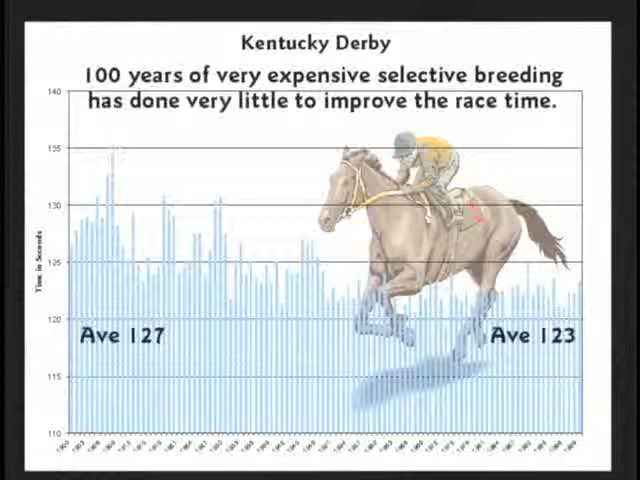 Kentucky Derby
100 years of very expensive selective breeding
has done very little to improve the race time.
140
135
130
125
120
115
110
Time in Seconds
Ave 127
Ave 123